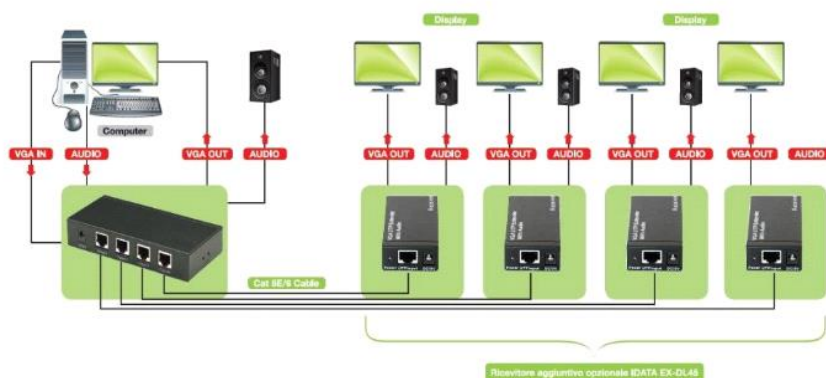 Display
Display
Computer
VGA IN
AUDIO
VGA OUT
AUDIO
VGA OUT
AUDIO
VGA OUT
AUDIO
VGA OUT
AUDIO
VGA OUT
AUDIO
Cat 5E/6 Cable
Ricevitore aggiuntivo opzionale IDATA EX-DL45